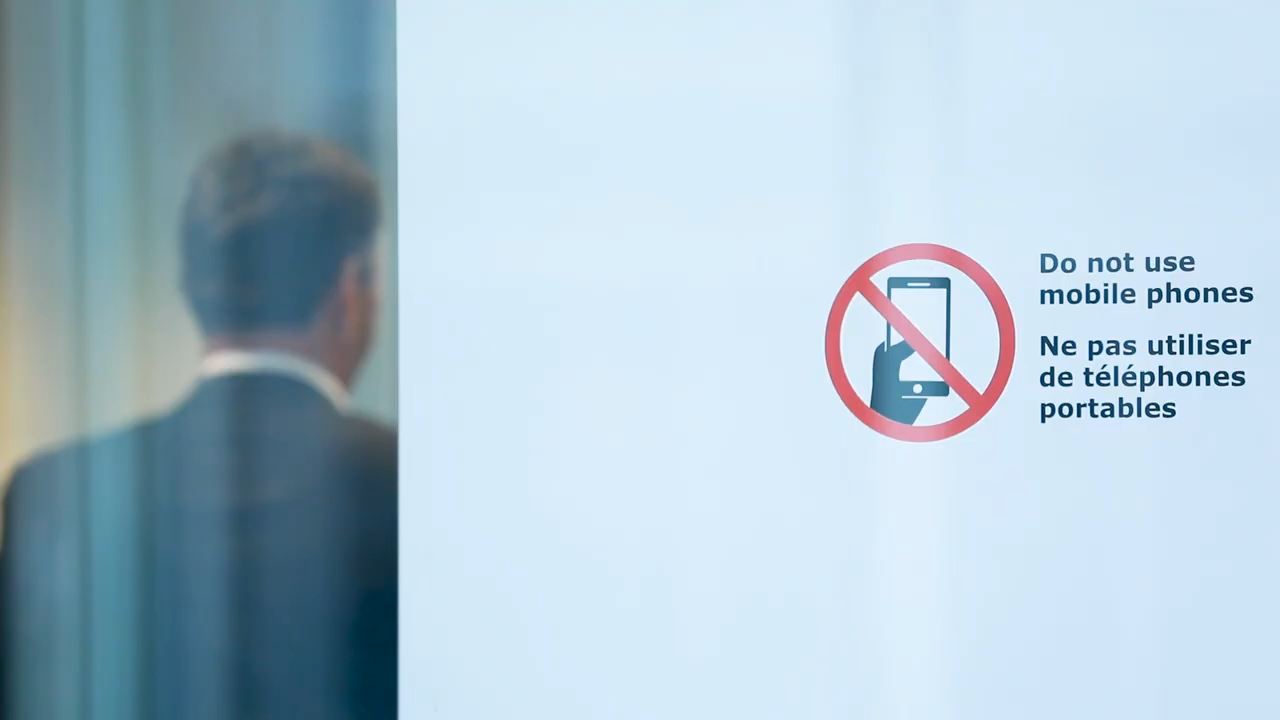 Do not use
mobile phones
Ne pas utiliser
de téléphones
portables